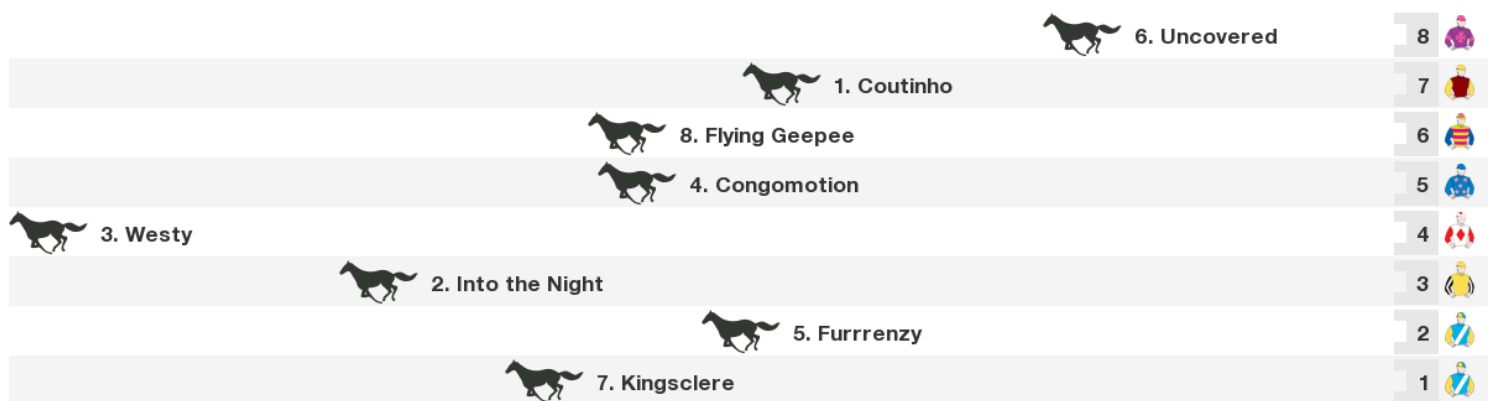 6. Uncovered 8
1. Coutinho 7
8. Flying Geepee 6
4. Congomotion 5
3. Westy 4
2. Into the Night 3
5. Furrrenzy 2
7. Kingsclere 1